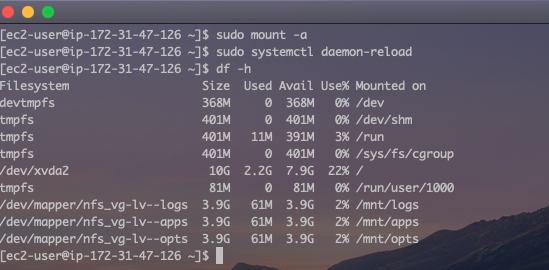 [ec2-user@ip-172-31-47-126 ~]$ sudo mount -a
[ec2-user@ip-172-31-47-126 ~]$ sudo systemctl daemon-reload
[ec2-user@ip-172-31-47-126 ~]$ df -h
Filesystem Size Used Avail Use% Mounted on
devtmpfs 368M 0 368M 0% /dev
tmpfs 401M 0 401M 0% /dev/shm
tmpfs 401M 11M 391M 3% /run
tmpfs 401M 0 401M 0% /sys/fs/cgroup
/dev/xvda2 10G 2.2G 7.9G 22% /
tmpfs 81M 0 81M 0% /run/user/1000
/dev/mapper/nfs_vg-lv--logs 3.9G 61M 3.9G 2% /mnt/logs
/dev/mapper/nfs_vg-lv--apps 3.9G 61M 3.9G 2% /mnt/apps
/dev/mapper/nfs_vg-lv--opts 3.9G 61M 3.9G 2% /mnt/opts
[ec2-user@ip-172-31-47-126 ~]$